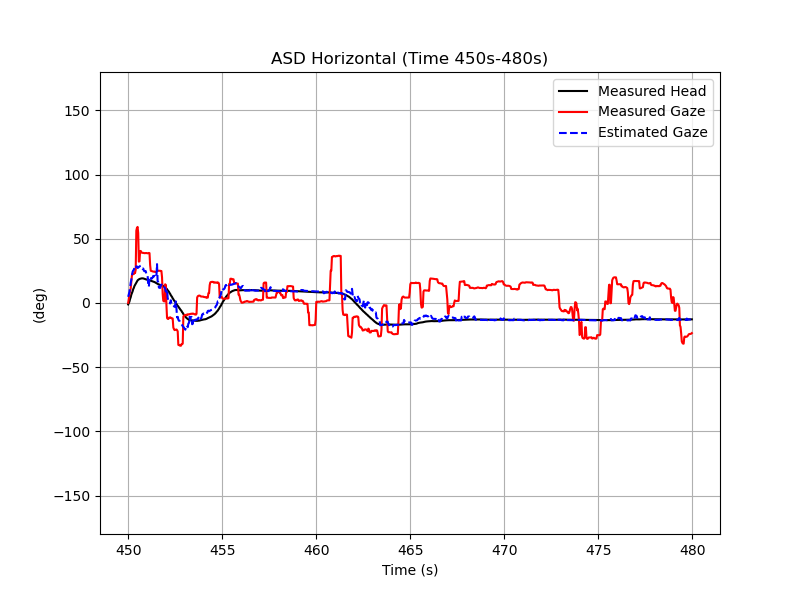 ASD Horizontal (Time 450s-480s)
Measured Head
Measured Gaze
Estimated Gaze
150
100
50
0
−50
−100
−150
(deg)
450 455 460 465 470 475 480
Time (s)